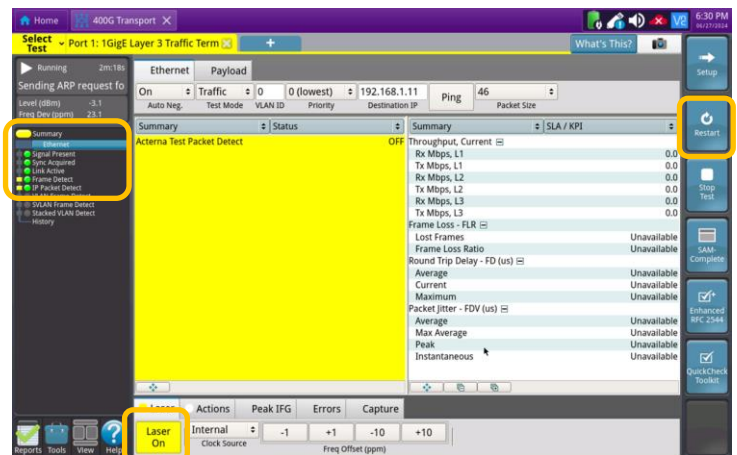 Home
400G Transport
6:30 PM
06/27/2024
Select Test
Port 1: 1GigE Layer 3 Traffic Term
+
What's This?
Running 2m:18s
Sending ARP request fo
Level (dBm) -3.1
Freq Dev (ppm) 23.1
Summary
Ethernet
Signal Present
Sync Acquired
Link Active
Frame Detect
IP Packet Detect
VLAN Frame Detect
SVLAN Frame Detect
Stacked VLAN Detect
History
Ethernet Payload
On Traffic 0 0 (lowest) 192.168.1.11 Ping 46
Auto Neg. Test Mode VLAN ID Priority Destination IP Packet Size
Summary Status
Acterna Test Packet Detect OFF
Summary SLA / KPI
Throughput, Current
Rx Mbps, L1 0.0
Tx Mbps, L1 0.0
Rx Mbps, L2 0.0
Tx Mbps, L2 0.0
Rx Mbps, L3 0.0
Tx Mbps, L3 0.0
Frame Loss - FLR
Lost Frames Unavailable
Frame Loss Ratio Unavailable
Round Trip Delay - FD (us)
Average Unavailable
Current Unavailable
Maximum Unavailable
Packet Jitter - FDV (us)
Average Unavailable
Max Average Unavailable
Peak Unavailable
Instantaneous Unavailable
Setup
Restart
Stop
Test
SAM-
Complete
Enhanced
RFC 2544
QuickCheck
Toolkit
Laser Actions Peak IFG Errors Capture
Laser
On
Internal -1 +1 -10 +10
Clock Source Freq Offset (ppm)
Reports Tools View Help